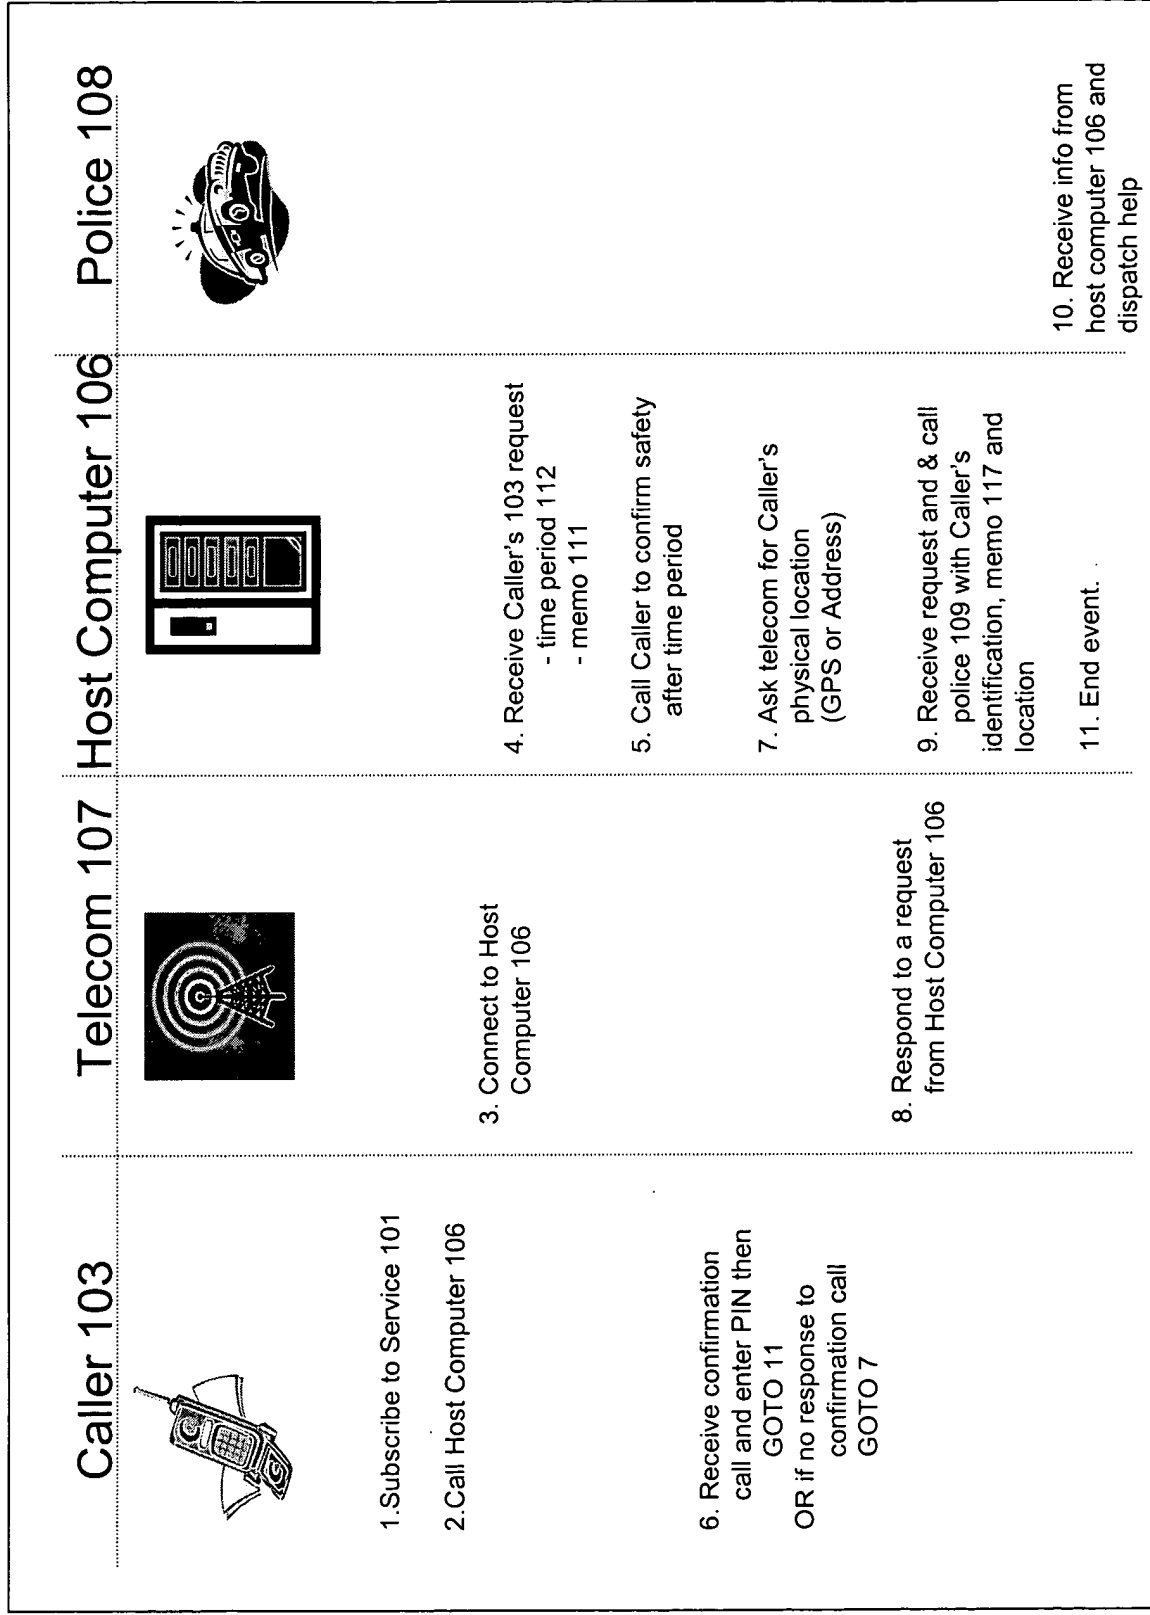 Caller 103
Telecom 107
Host Computer 106
Police 108
1.Subscribe to Service 101
2.Call Host Computer 106
3. Connect to Host
Computer 106
4. Receive Caller's 103 request
- time period 112
- memo 111
5. Call Caller to confirm safety
after time period
6. Receive confirmation
call and enter PIN then
GOTO 11
OR if no response to
confirmation call
GOTO 7
7. Ask telecom for Caller's
physical location
(GPS or Address)
8. Respond to a request
from Host Computer 106
9. Receive request and & call
police 109 with Caller's
identification, memo 117 and
location
10. Receive info from
host computer 106 and
dispatch help
11. End event.